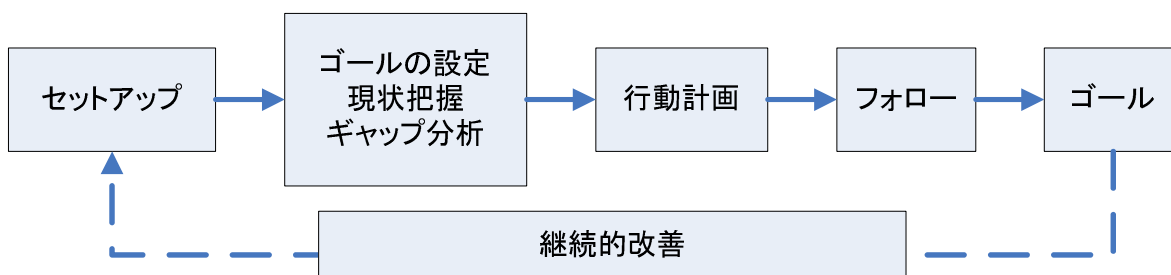 セットアップ
ゴールの設定
現状把握
ギャップ分析
行動計画
フォロー
ゴール
継続的改善